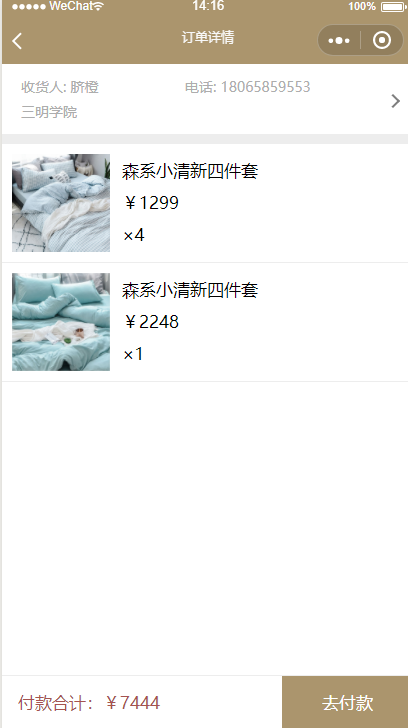 WeChat 14:16 100%
订单详情
收货人: 脐橙 电话: 18065859553
三明学院
森系小清新四件套
￥1299
×4
森系小清新四件套
￥2248
×1
付款合计：￥7444 去付款